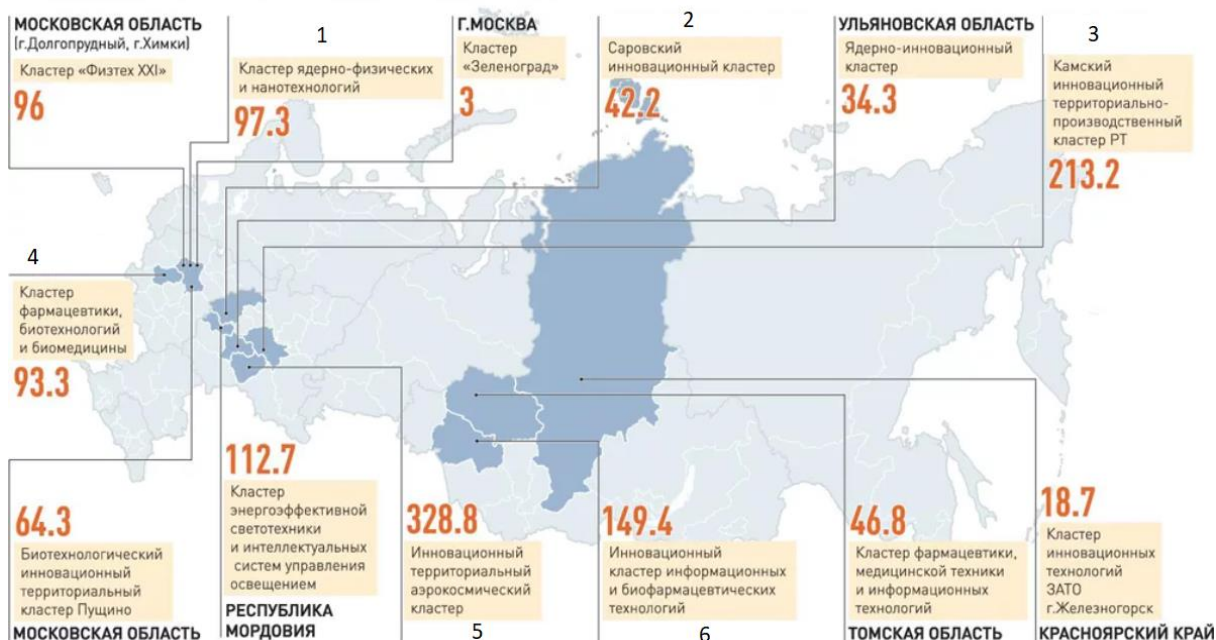 МОСКОВСКАЯ ОБЛАСТЬ
(г.Долгопрудный, г.Химки)
Кластер «Физтех XXI»
96
1
Кластер ядерно-физических
и нанотехнологий
97.3
Г.МОСКВА
Кластер
«Зеленоград»
3
2
Саровский
инновационный кластер
42.2
УЛЬЯНОВСКАЯ ОБЛАСТЬ
Ядерно-инновационный
кластер
34.3
3
Камский
инновационный
территориально-
производственный
кластер РТ
213.2
4
Кластер
фармацевтики,
биотехнологий
и биомедицины
93.3
64.3
Биотехнологический
инновационный
территориальный
кластер Пущино
МОСКОВСКАЯ ОБЛАСТЬ
112.7
Кластер
энергоэффективной
светотехники
и интеллектуальных
систем управления
освещением
РЕСПУБЛИКА
МОРДОВИЯ
328.8
Инновационный
территориальный
аэрокосмический
кластер
5
149.4
Инновационный
кластер информационных
и биофармацевтических
технологий
6
46.8
Кластер фармацевтики,
медицинской техники
и информационных
технологий
ТОМСКАЯ ОБЛАСТЬ
18.7
Кластер
инновационных
технологий
ЗАТО
г.Железногорск
КРАСНОЯРСКИЙ КРАЙ